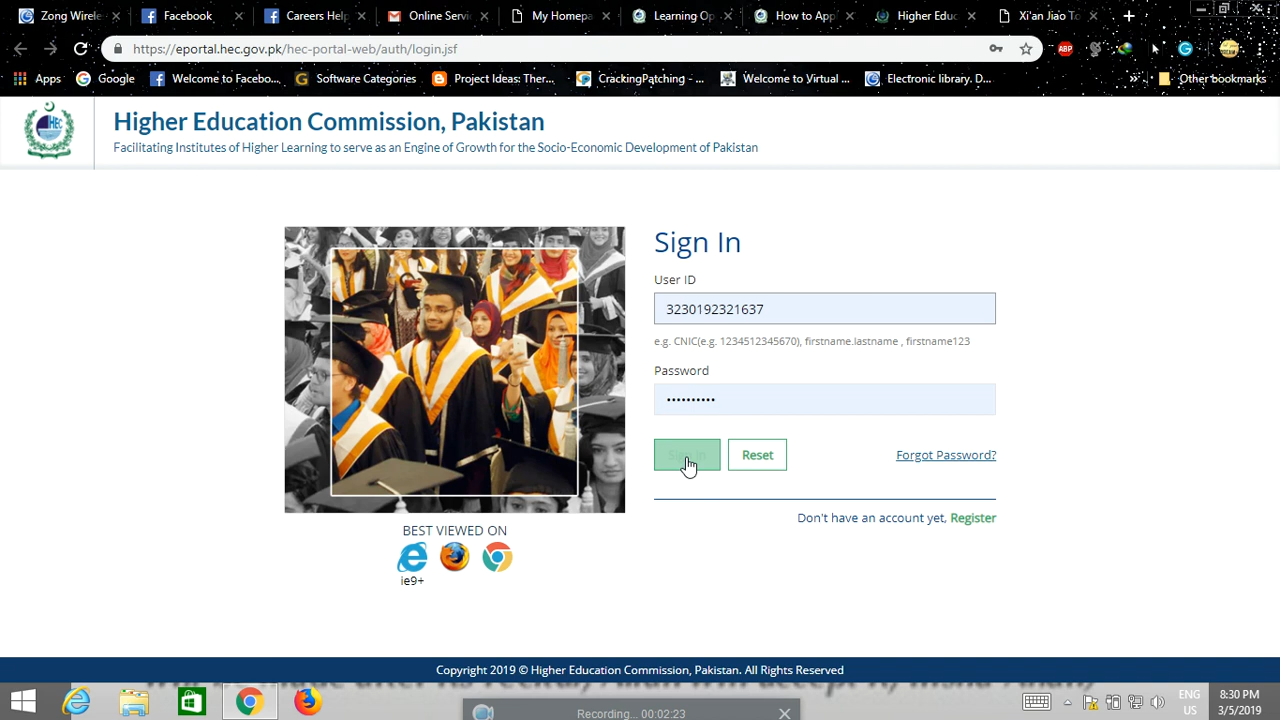 Zong Wirele
Facebook
Careers Help
Online Servi
My Homepa
Learning Op
How to Appl
Higher Educ
Xi'an Jiao To
https://eportal.hec.gov.pk/hec-portal-web/auth/login.jsf
Apps
Google
Welcome to Facebo...
Software Categories
Project Ideas: Ther...
CrackingPatching - ...
Welcome to Virtual ...
Electronic library. D...
Other bookmarks
Higher Education Commission, Pakistan
Facilitating Institutes of Higher Learning to serve as an Engine of Growth for the Socio-Economic Development of Pakistan
Sign In
User ID
3230192321637
e.g. CNIC(e.g. 1234512345670), firstname.lastname , firstname123
Password
••••••••••
Sign In
Reset
Forgot Password?
Don't have an account yet, Register
BEST VIEWED ON
ie9+
Copyright 2019 © Higher Education Commission, Pakistan. All Rights Reserved
ENG
US
8:30 PM
3/5/2019
Recording... 00:02:23